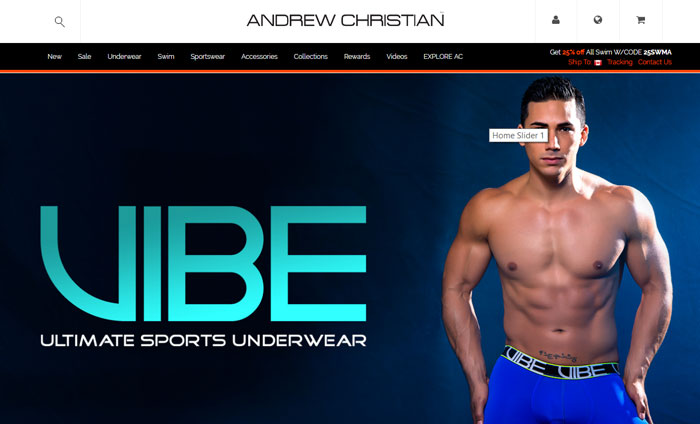 ANDREW CHRISTIAN
New Sale Underwear Swim Sportswear Accessories Collections Rewards Videos EXPLORE AC
Get 25% off All Swim W/CODE 25SWMA
Ship To: Tracking Contact Us
Home Slider 1
VIBE
ULTIMATE SPORTS UNDERWEAR
VIBE VIBE